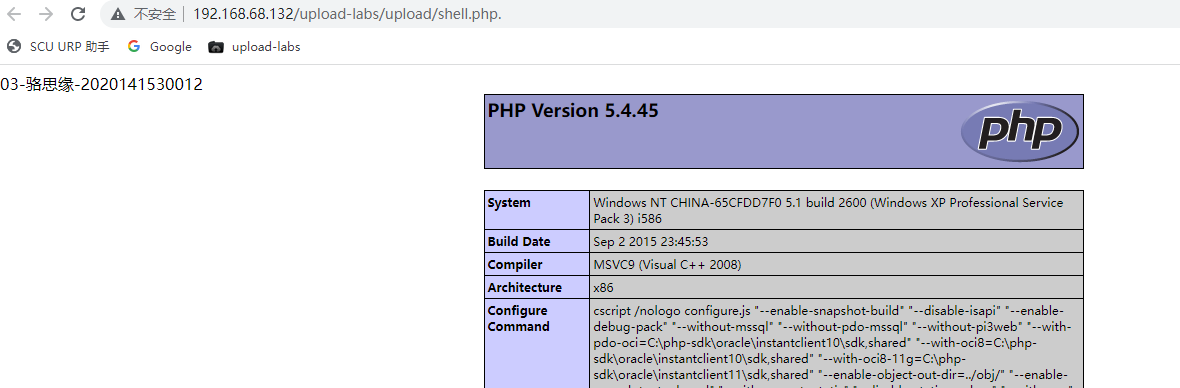 不安全 192.168.68.132/upload-labs/upload/shell.php.
SCU URP 助手 Google upload-labs
03-骆思缘-2020141530012
PHP Version 5.4.45
php
System
Windows NT CHINA-65CFDD7F0 5.1 build 2600 (Windows XP Professional Service
Pack 3) i586
Build Date
Sep 2 2015 23:45:53
Compiler
MSVC9 (Visual C++ 2008)
Architecture
x86
Configure
Command
cscript /nologo configure.js "--enable-snapshot-build" "--disable-isapi" "--enable-
debug-pack" "--without-mssql" "--without-pdo-mssql" "--without-pi3web" "--with-
pdo-oci=C:\php-sdk\oracle\instantclient10\sdk,shared" "--with-oci8=C:\php-
sdk\oracle\instantclient10\sdk,shared" "--with-oci8-11g=C:\php-
sdk\oracle\instantclient11\sdk,shared" "--enable-object-out-dir=../obj/" "--enable-